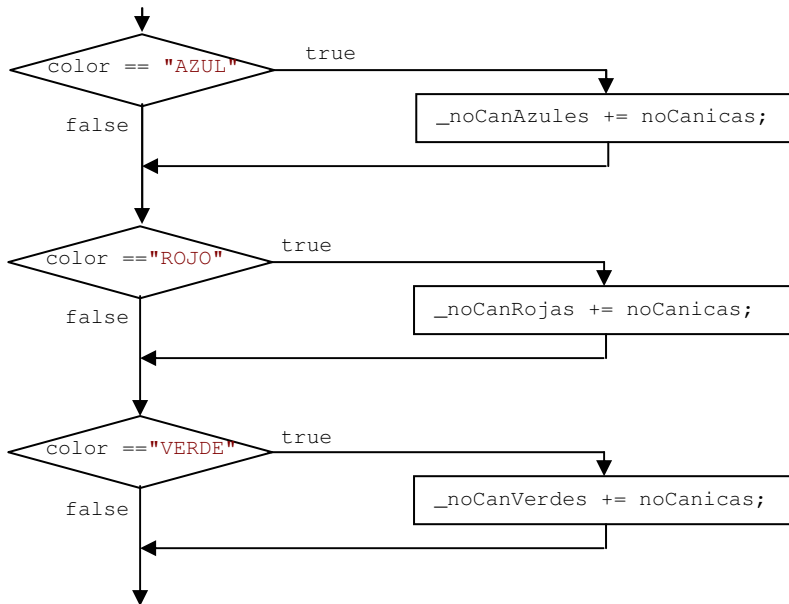 color == "AZUL"
true
_noCanAzules += noCanicas;
false
color =="ROJO"
true
_noCanRojas += noCanicas;
false
color =="VERDE"
true
_noCanVerdes += noCanicas;
false